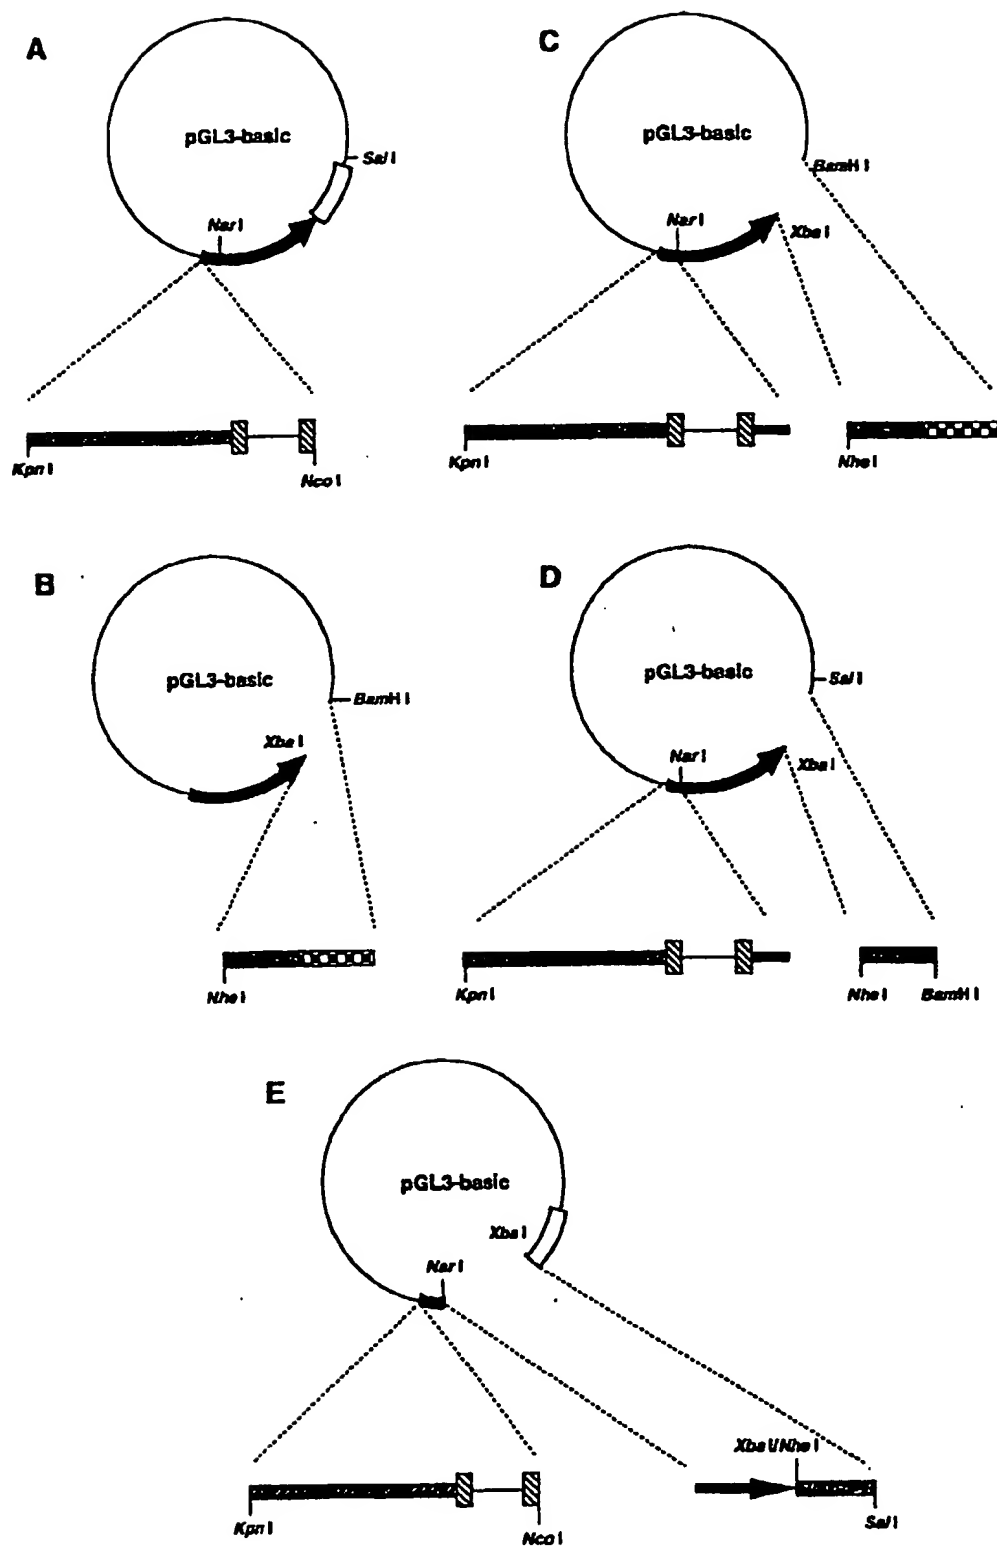 A
pGL3-basic
Sal I
Nar I
Kpn I
Nco I
C
pGL3-basic
BamH I
Nar I
Xba I
Kpn I
Nhe I
B
pGL3-basic
BamH I
Xba I
Nhe I
D
pGL3-basic
Sal I
Nar I
Xba I
Kpn I
Nhe I
BamH I
E
pGL3-basic
Xba I
Nar I
Xba I/Nhe I
Kpn I
Nco I
Sal I